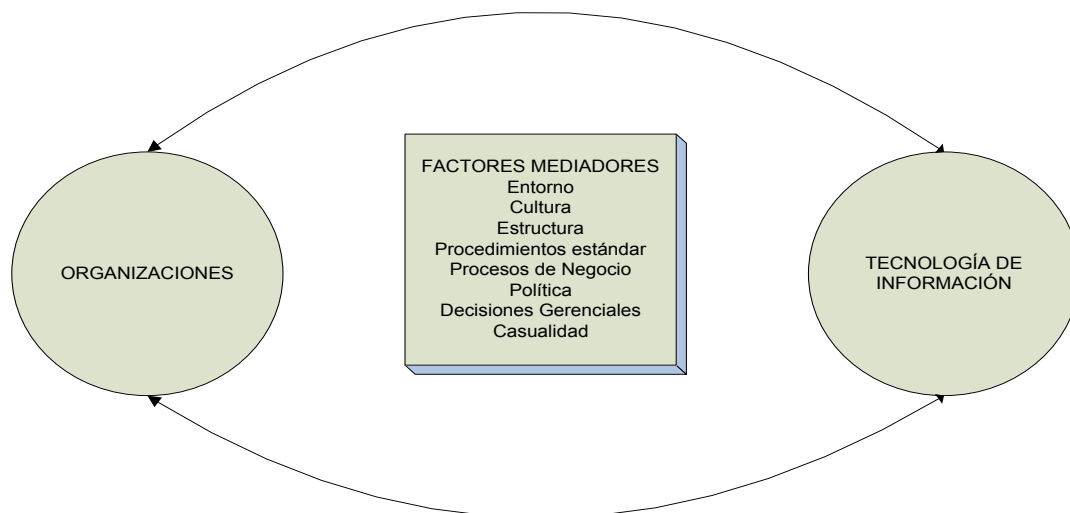 ORGANIZACIONES
FACTORES MEDIADORES
Entorno
Cultura
Estructura
Procedimientos estándar
Procesos de Negocio
Política
Decisiones Gerenciales
Casualidad
TECNOLOGÍA DE
INFORMACIÓN